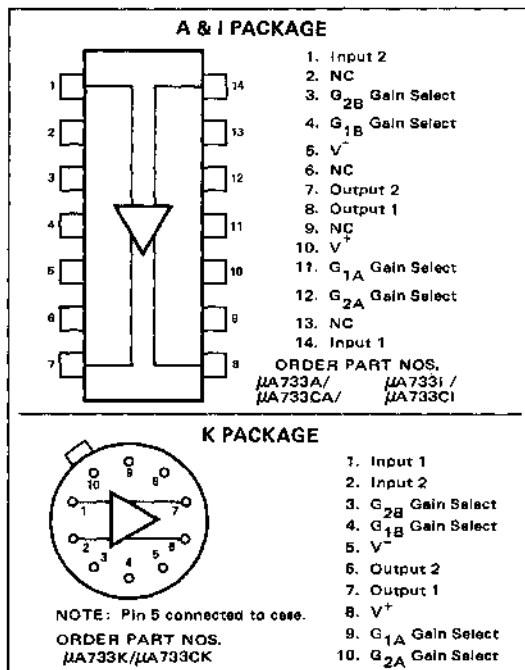 A & I PACKAGE
1 14
2 13
3 12
4 11
5 10
6 9
7 8
1. Input 2
2. NC
3. G2B Gain Select
4. G1B Gain Select
5. V-
6. NC
7. Output 2
8. Output 1
9. NC
10. V+
11. G1A Gain Select
12. G2A Gain Select
13. NC
14. Input 1
ORDER PART NOS.
μA733A/ μA733I/
μA733CA/ μA733CI
K PACKAGE
10 9 8
1 7
2 6
3 4 5
NOTE: Pin 5 connected to case.
ORDER PART NOS.
μA733K/μA733CK
1. Input 1
2. Input 2
3. G2B Gain Select
4. G1B Gain Select
5. V-
6. Output 2
7. Output 1
8. V+
9. G1A Gain Select
10. G2A Gain Select